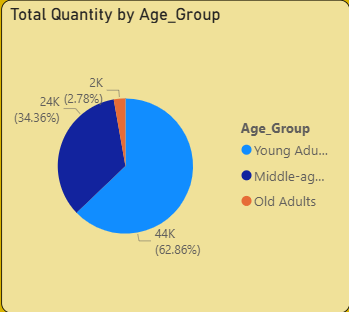 Total Quantity by Age_Group
2K
(2.78%)
24K
(34.36%)
44K
(62.86%)
Age_Group
Young Adu...
Middle-ag...
Old Adults